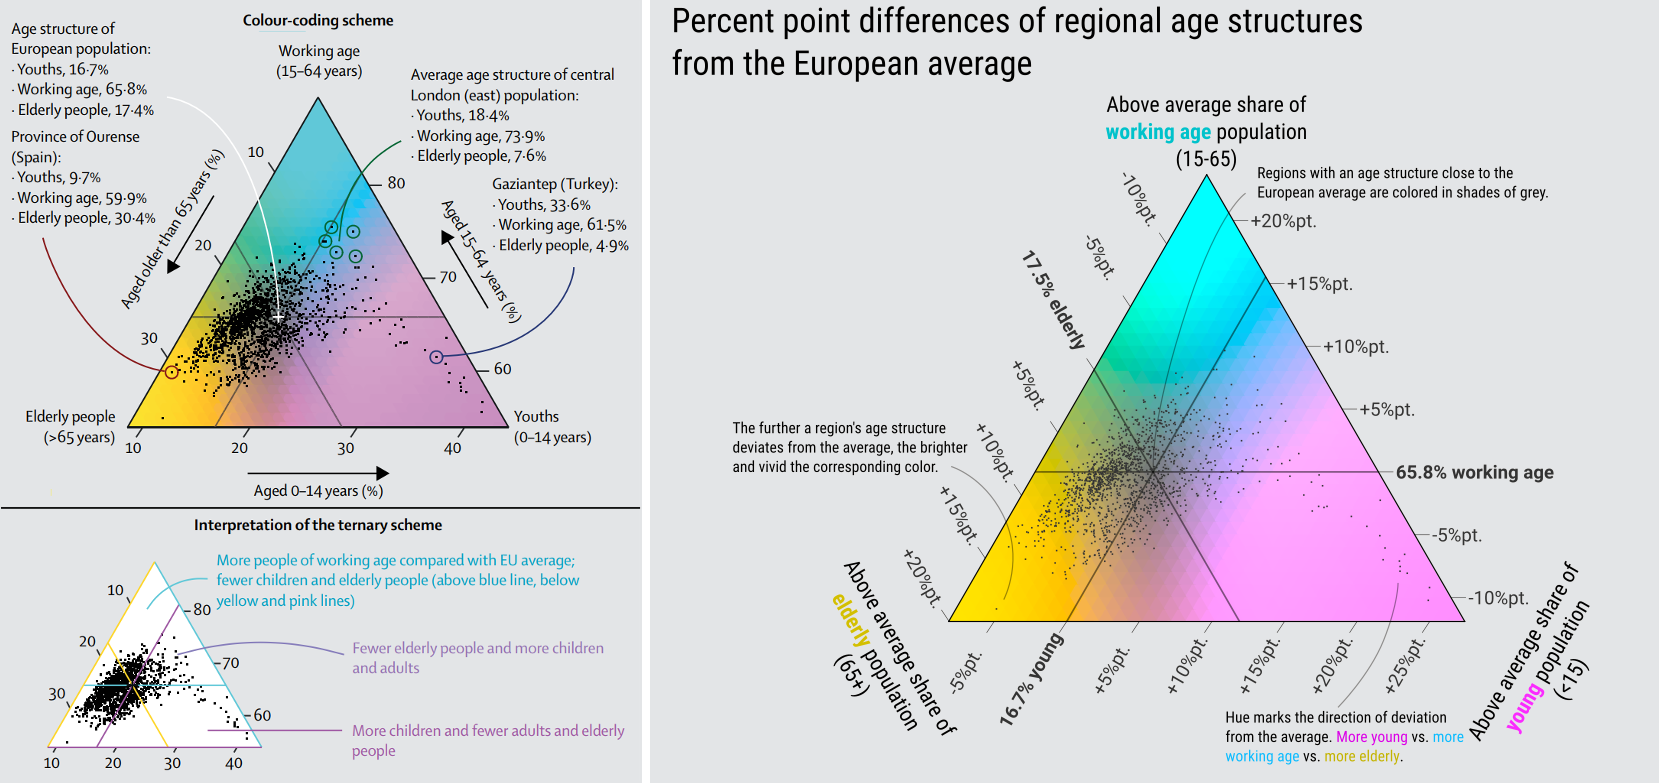 Colour-coding scheme
Age structure of
European population:
· Youths, 16·7%
· Working age, 65·8%
· Elderly people, 17·4%
Province of Ourense
(Spain):
· Youths, 9·7%
· Working age, 59·9%
· Elderly people, 30·4%
Working age
(15–64 years)
Average age structure of central
London (east) population:
· Youths, 18·4%
· Working age, 73·9%
· Elderly people, 7·6%
Gaziantep (Turkey):
· Youths, 33·6%
· Working age, 61·5%
· Elderly people, 4·9%
Aged older than 65 years (%)
10
20
30
Aged 15–64 years (%)
80
70
60
Elderly people
(>65 years)
Youths
(0–14 years)
10
20
30
40
Aged 0–14 years (%)
Interpretation of the ternary scheme
More people of working age compared with EU average;
fewer children and elderly people (above blue line, below
yellow and pink lines)
Fewer elderly people and more children
and adults
More children and fewer adults and elderly
people
10
20
30
80
70
60
10
20
30
40
Percent point differences of regional age structures
from the European average
Above average share of
working age population
(15-65)
Regions with an age structure close to the
European average are colored in shades of grey.
-10%pt.
-5%pt.
17.5% elderly
+5%pt.
+10%pt.
+15%pt.
+20%pt.
+20%pt.
+15%pt.
+10%pt.
+5%pt.
65.8% working age
-5%pt.
-10%pt.
The further a region's age structure
deviates from the average, the brighter
and vivid the corresponding color.
Above average share of
elderly population
(65+)
-5%pt.
16.7% young
+5%pt.
+10%pt.
+15%pt.
+20%pt.
+25%pt.
Above average share of
young population
(<15)
Hue marks the direction of deviation
from the average. More young vs. more
working age vs. more elderly.